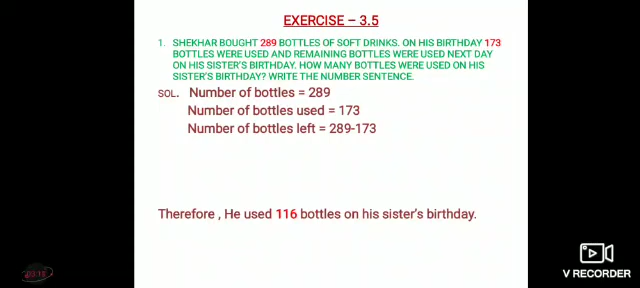 EXERCISE – 3.5
1. SHEKHAR BOUGHT 289 BOTTLES OF SOFT DRINKS. ON HIS BIRTHDAY 173
BOTTLES WERE USED AND REMAINING BOTTLES WERE USED NEXT DAY
ON HIS SISTER'S BIRTHDAY. HOW MANY BOTTLES WERE USED ON HIS
SISTER'S BIRTHDAY? WRITE THE NUMBER SENTENCE.
SOL. Number of bottles = 289
Number of bottles used = 173
Number of bottles left = 289-173
Therefore , He used 116 bottles on his sister's birthday.
V RECORDER